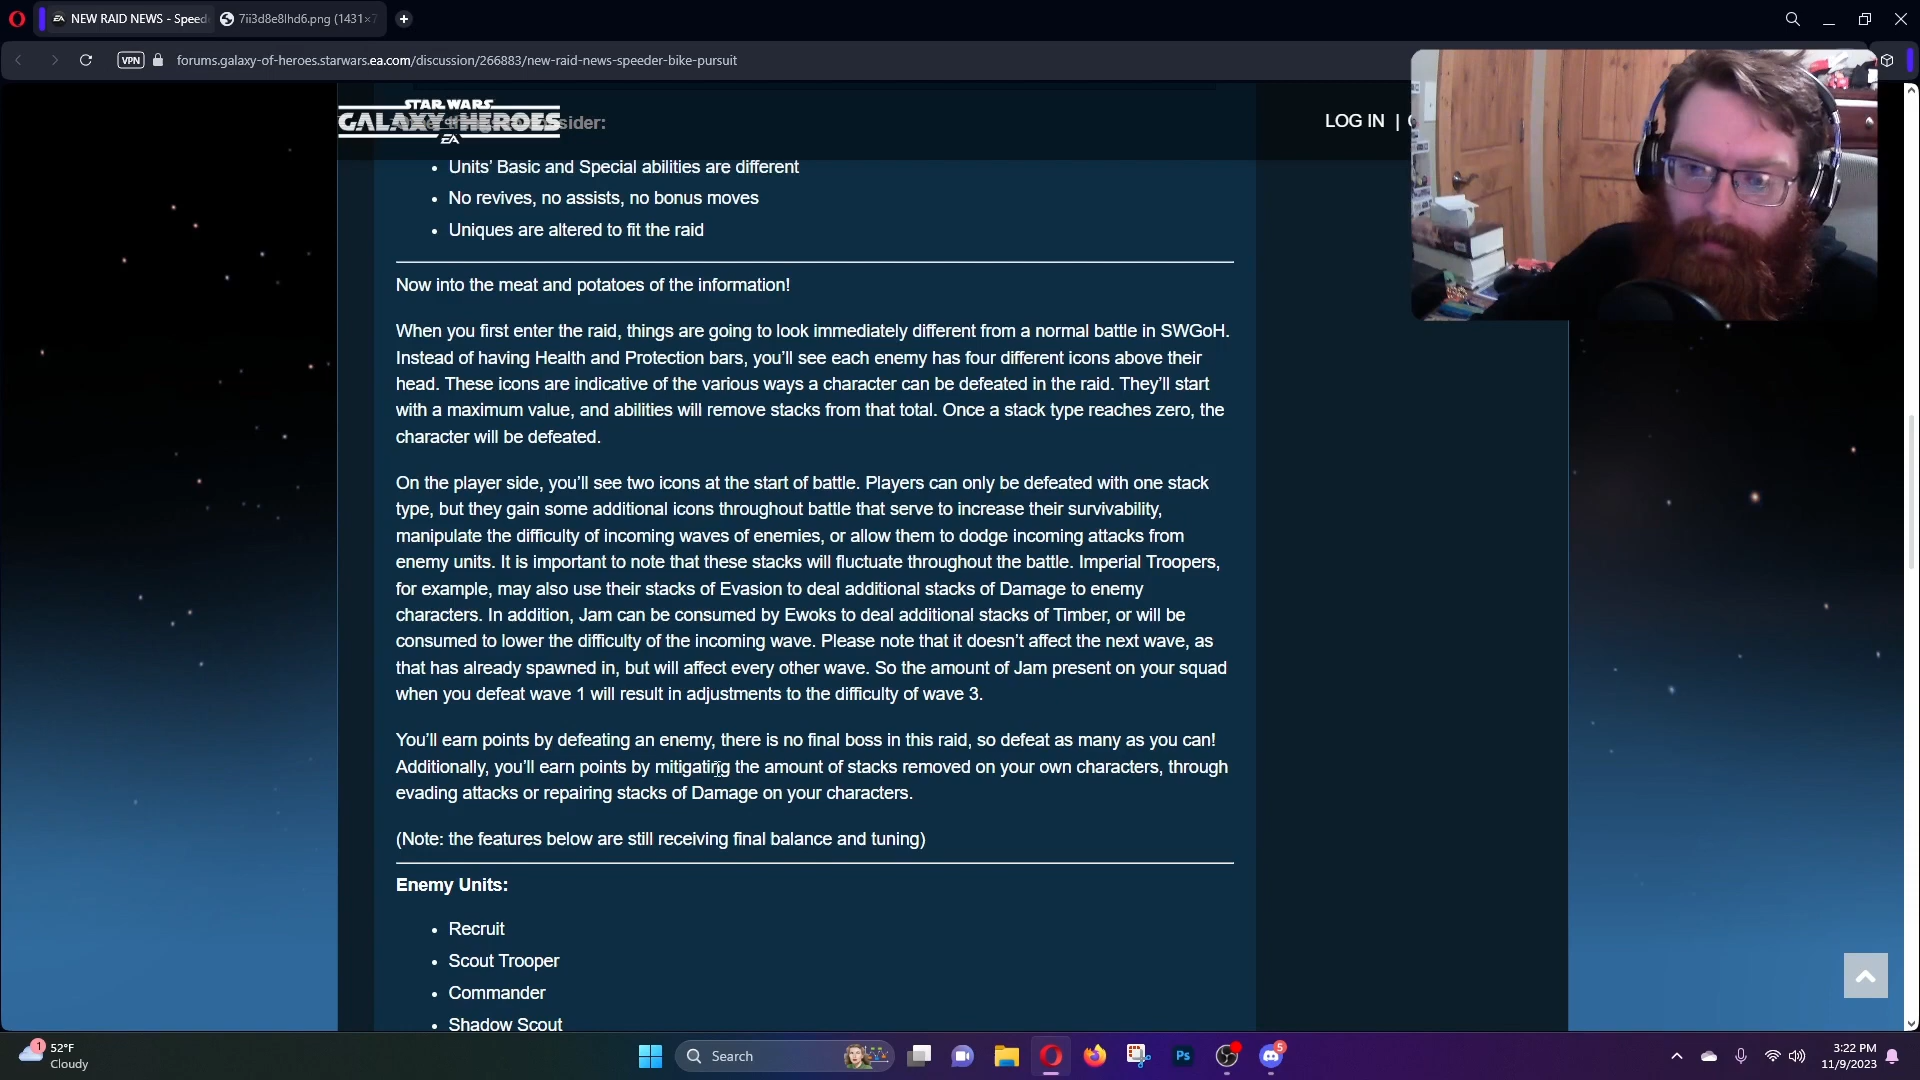 NEW RAID NEWS - Speed
7ii3d8e8lhd6.png (1431×7
VPN
forums.galaxy-of-heroes.starwars.ea.com/discussion/266883/new-raid-news-speeder-bike-pursuit
STAR WARS
GALAXY HEROES
EA
sider:
LOG IN |
• Units' Basic and Special abilities are different
• No revives, no assists, no bonus moves
• Uniques are altered to fit the raid
Now into the meat and potatoes of the information!
When you first enter the raid, things are going to look immediately different from a normal battle in SWGoH.
Instead of having Health and Protection bars, you'll see each enemy has four different icons above their
head. These icons are indicative of the various ways a character can be defeated in the raid. They'll start
with a maximum value, and abilities will remove stacks from that total. Once a stack type reaches zero, the
character will be defeated.
On the player side, you'll see two icons at the start of battle. Players can only be defeated with one stack
type, but they gain some additional icons throughout battle that serve to increase their survivability,
manipulate the difficulty of incoming waves of enemies, or allow them to dodge incoming attacks from
enemy units. It is important to note that these stacks will fluctuate throughout the battle. Imperial Troopers,
for example, may also use their stacks of Evasion to deal additional stacks of Damage to enemy
characters. In addition, Jam can be consumed by Ewoks to deal additional stacks of Timber, or will be
consumed to lower the difficulty of the incoming wave. Please note that it doesn't affect the next wave, as
that has already spawned in, but will affect every other wave. So the amount of Jam present on your squad
when you defeat wave 1 will result in adjustments to the difficulty of wave 3.
You'll earn points by defeating an enemy, there is no final boss in this raid, so defeat as many as you can!
Additionally, you'll earn points by mitigating the amount of stacks removed on your own characters, through
evading attacks or repairing stacks of Damage on your characters.
(Note: the features below are still receiving final balance and tuning)
Enemy Units:
• Recruit
• Scout Trooper
• Commander
• Shadow Scout
1
52°F
Cloudy
Search
Ps
5
3:22 PM
11/9/2023